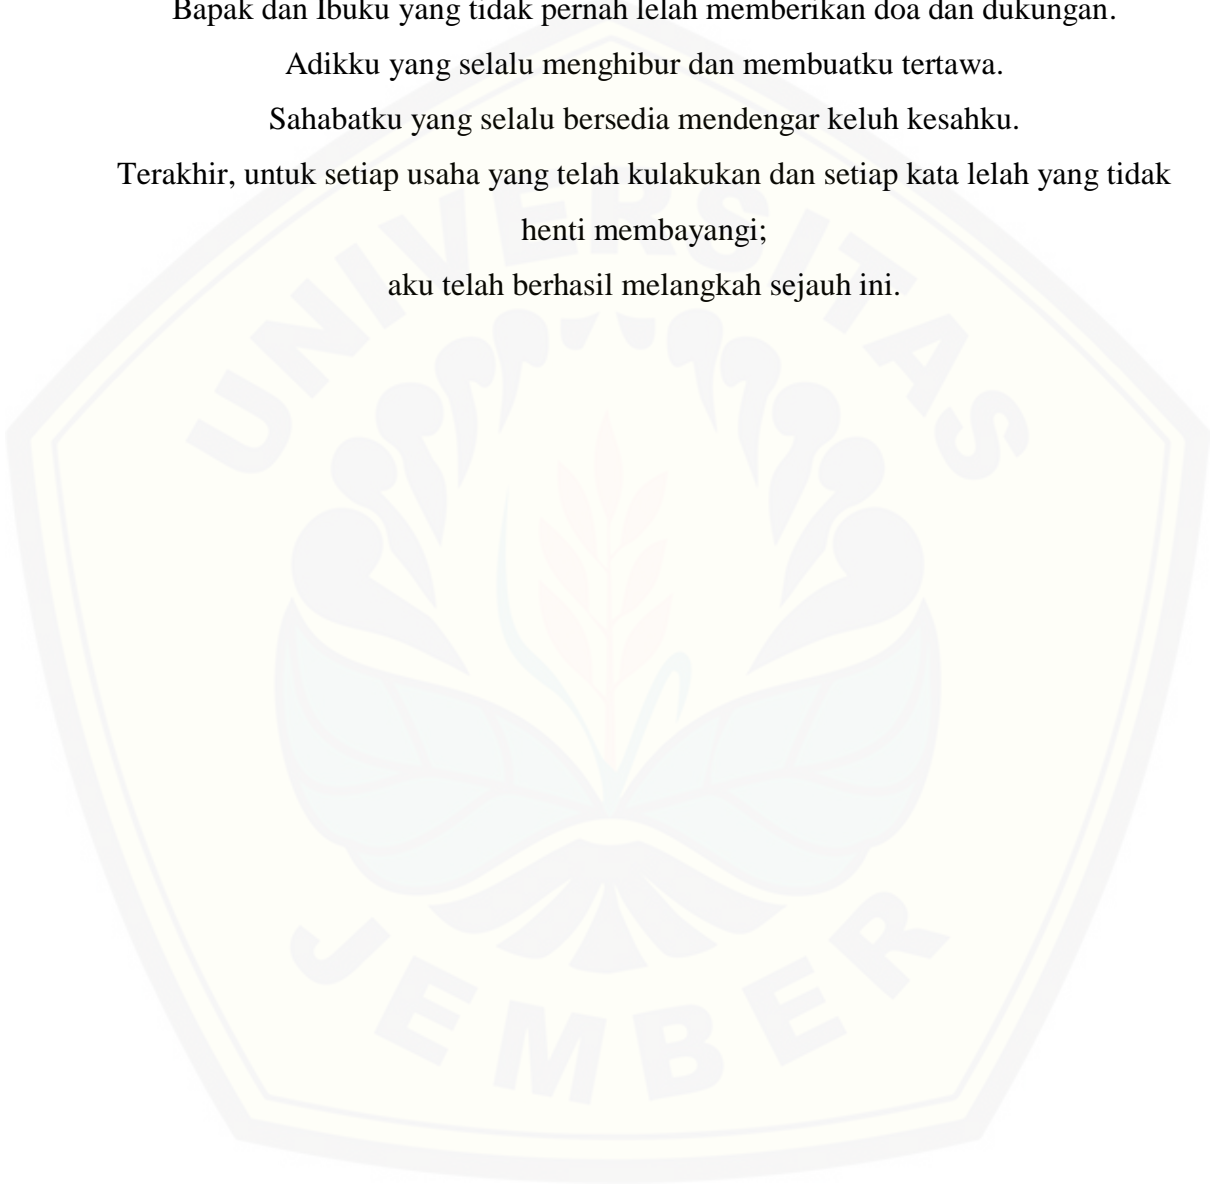 Bapak dan Ibuku yang tidak pernah lelah memberikan doa dan dukungan.
Adikku yang selalu menghibur dan membuatku tertawa.
Sahabatku yang selalu bersedia mendengar keluh kesahku.
Terakhir, untuk setiap usaha yang telah kulakukan dan setiap kata lelah yang tidak
henti membayangi;
aku telah berhasil melangkah sejauh ini.
UNIVERSITAS
JEMBER